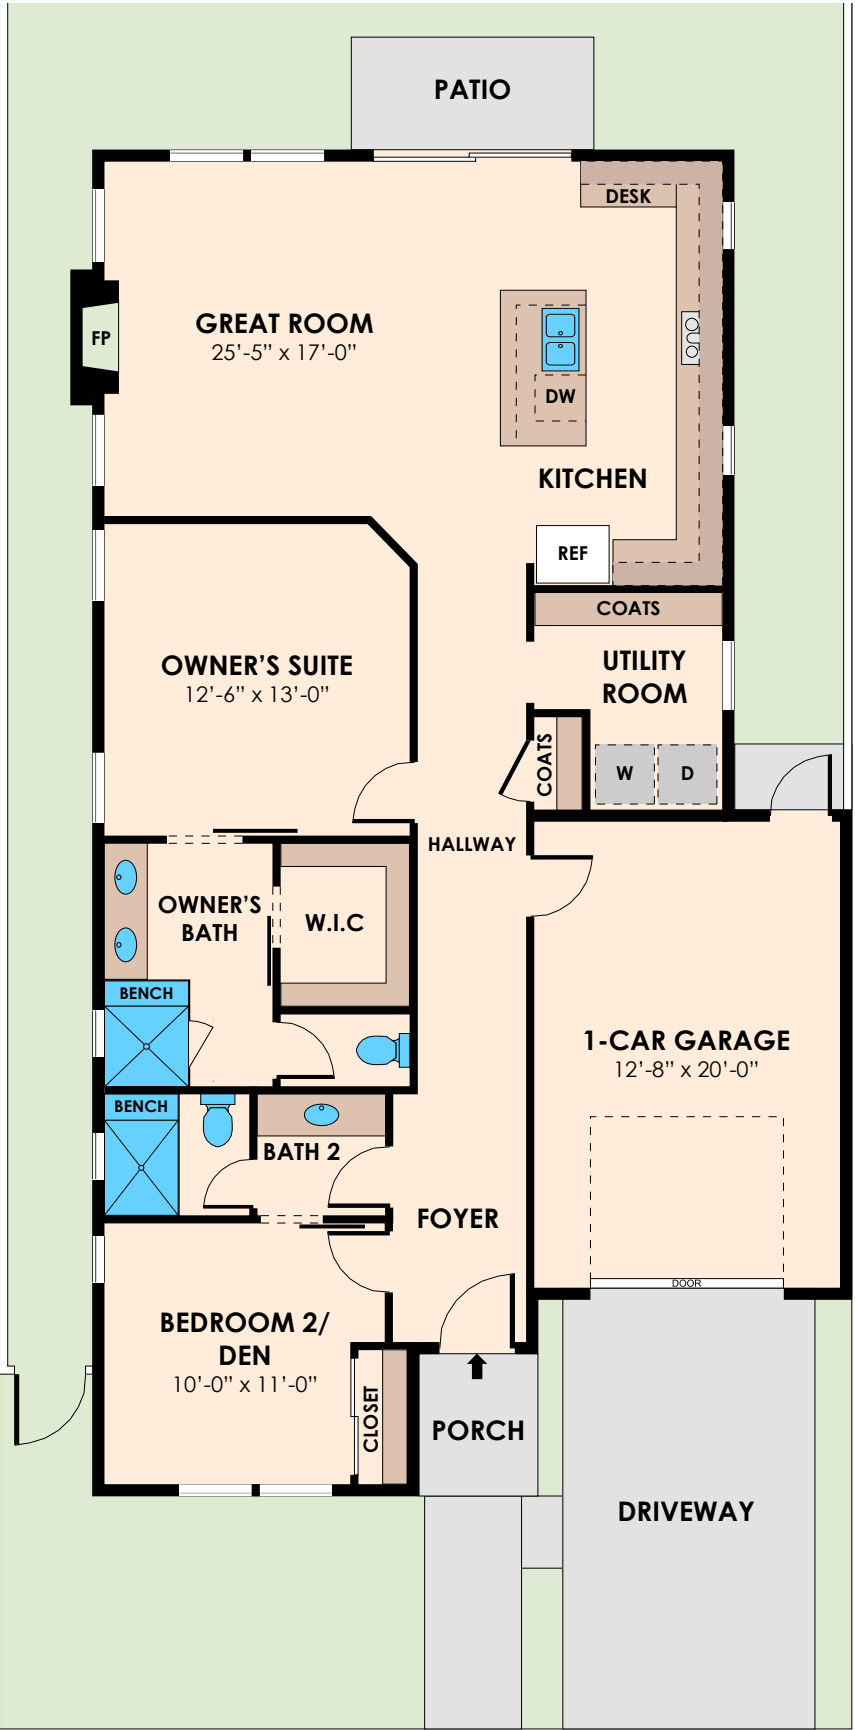 PATIO
DESK
GREAT ROOM
25'-5” x 17'-0”
FP
DW
KITCHEN
REF
COATS
OWNER'S SUITE
12'-6” x 13'-0”
UTILITY
ROOM
COATS
W
D
HALLWAY
OWNER'S
BATH
W.I.C
BENCH
1-CAR GARAGE
12'-8” x 20'-0”
BENCH
BATH 2
FOYER
DOOR
BEDROOM 2/
DEN
10'-0” x 11'-0”
CLOSET
PORCH
DRIVEWAY